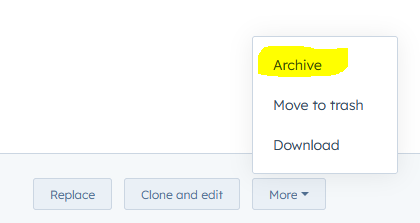 Archive
Move to trash
Download
Replace Clone and edit More